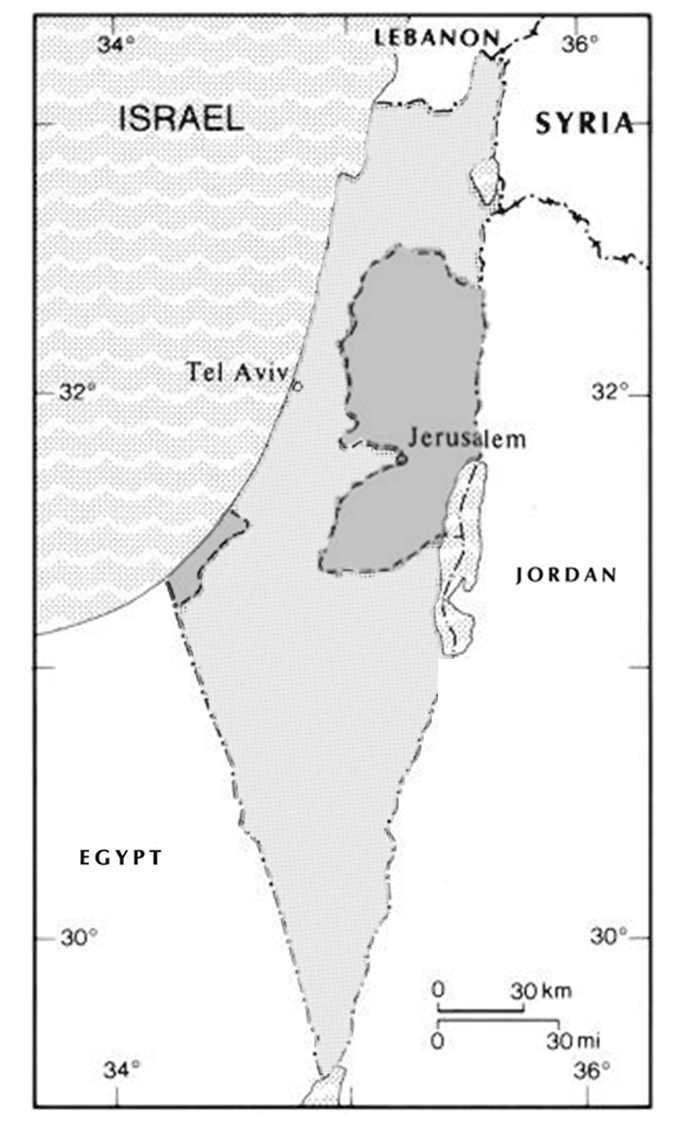 LEBANON
34°
36°
ISRAEL
SYRIA
Tel Aviv
32°
32°
Jerusalem
JORDAN
EGYPT
30°
30°
0 30 km
0 30 mi
34°
36°